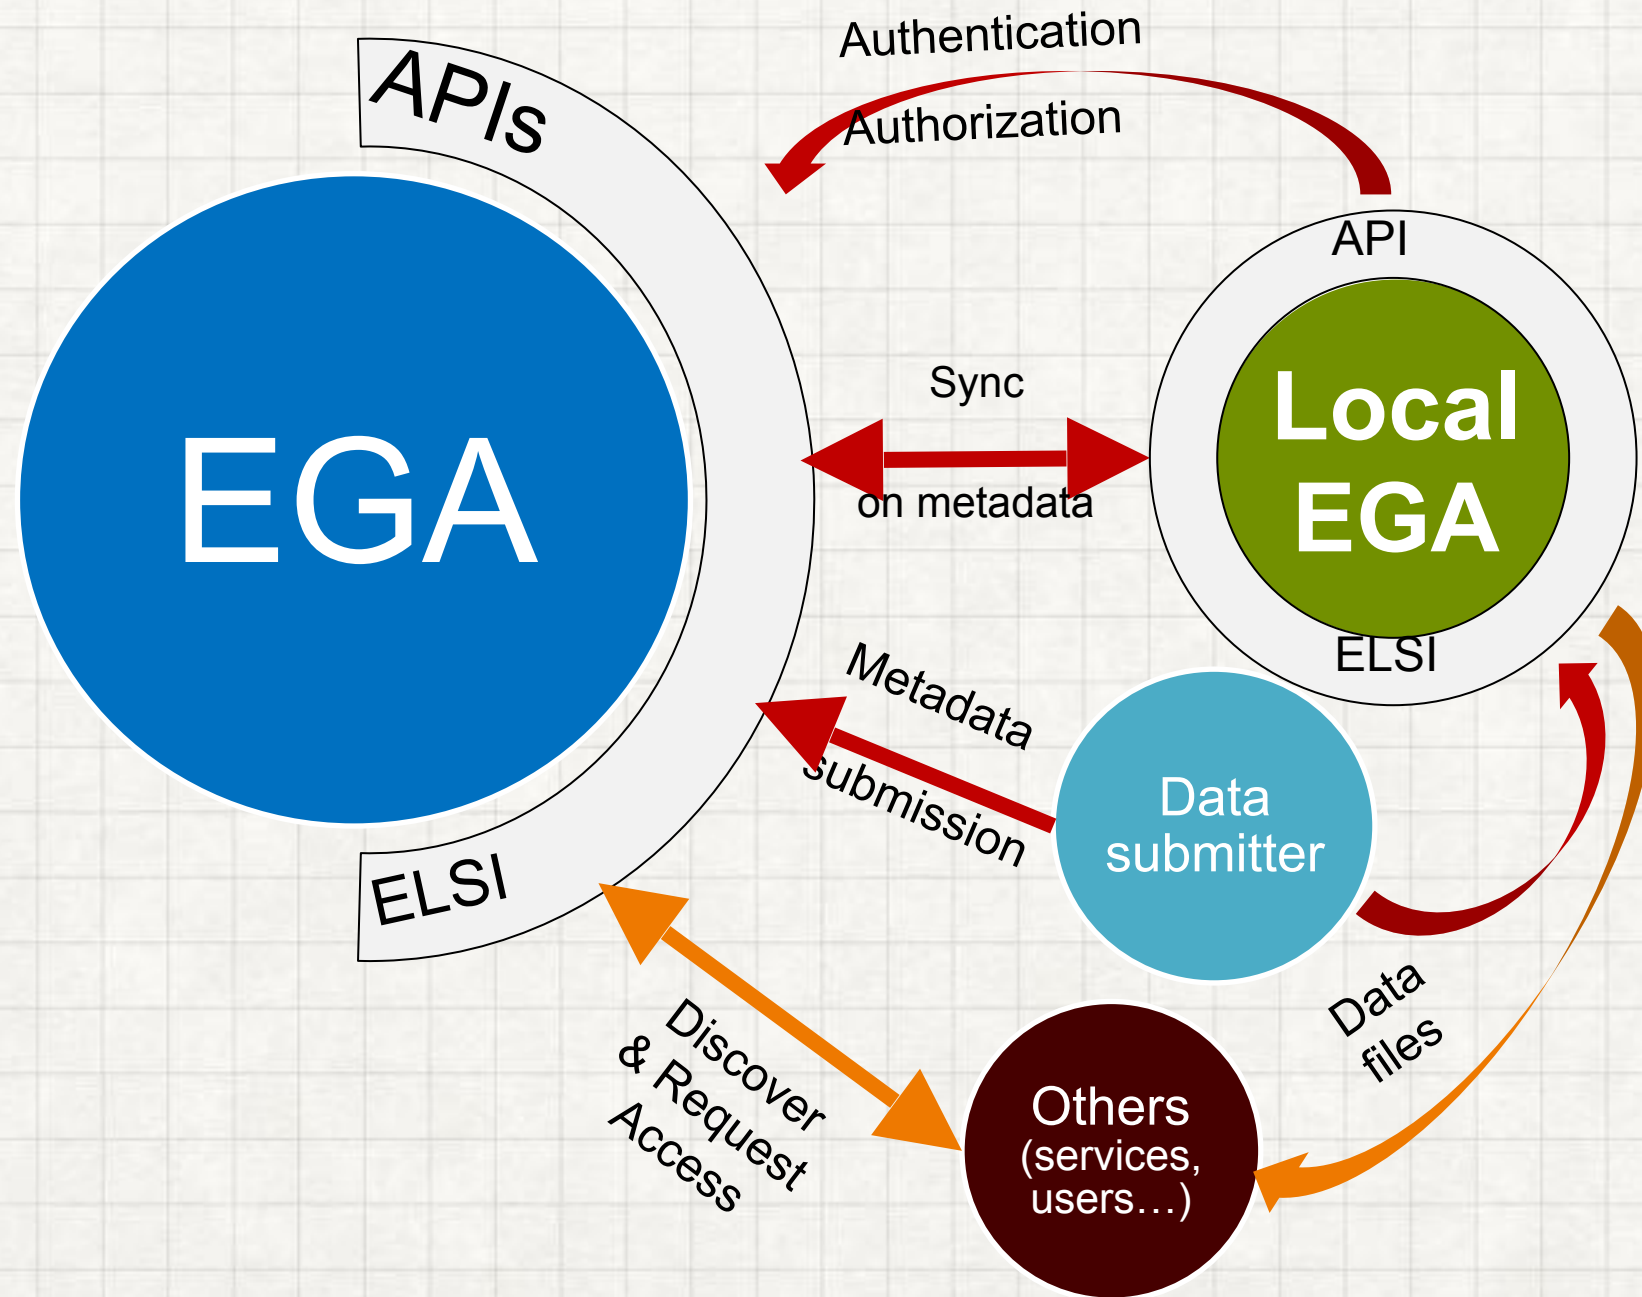 APIs
EGA
ELSI
Authentication
Authorization
API
Local
EGA
ELSI
Sync
on metadata
Metadata
submission
Data
submitter
Discover
& Request
Access
Others
(services,
users…)
Data
files